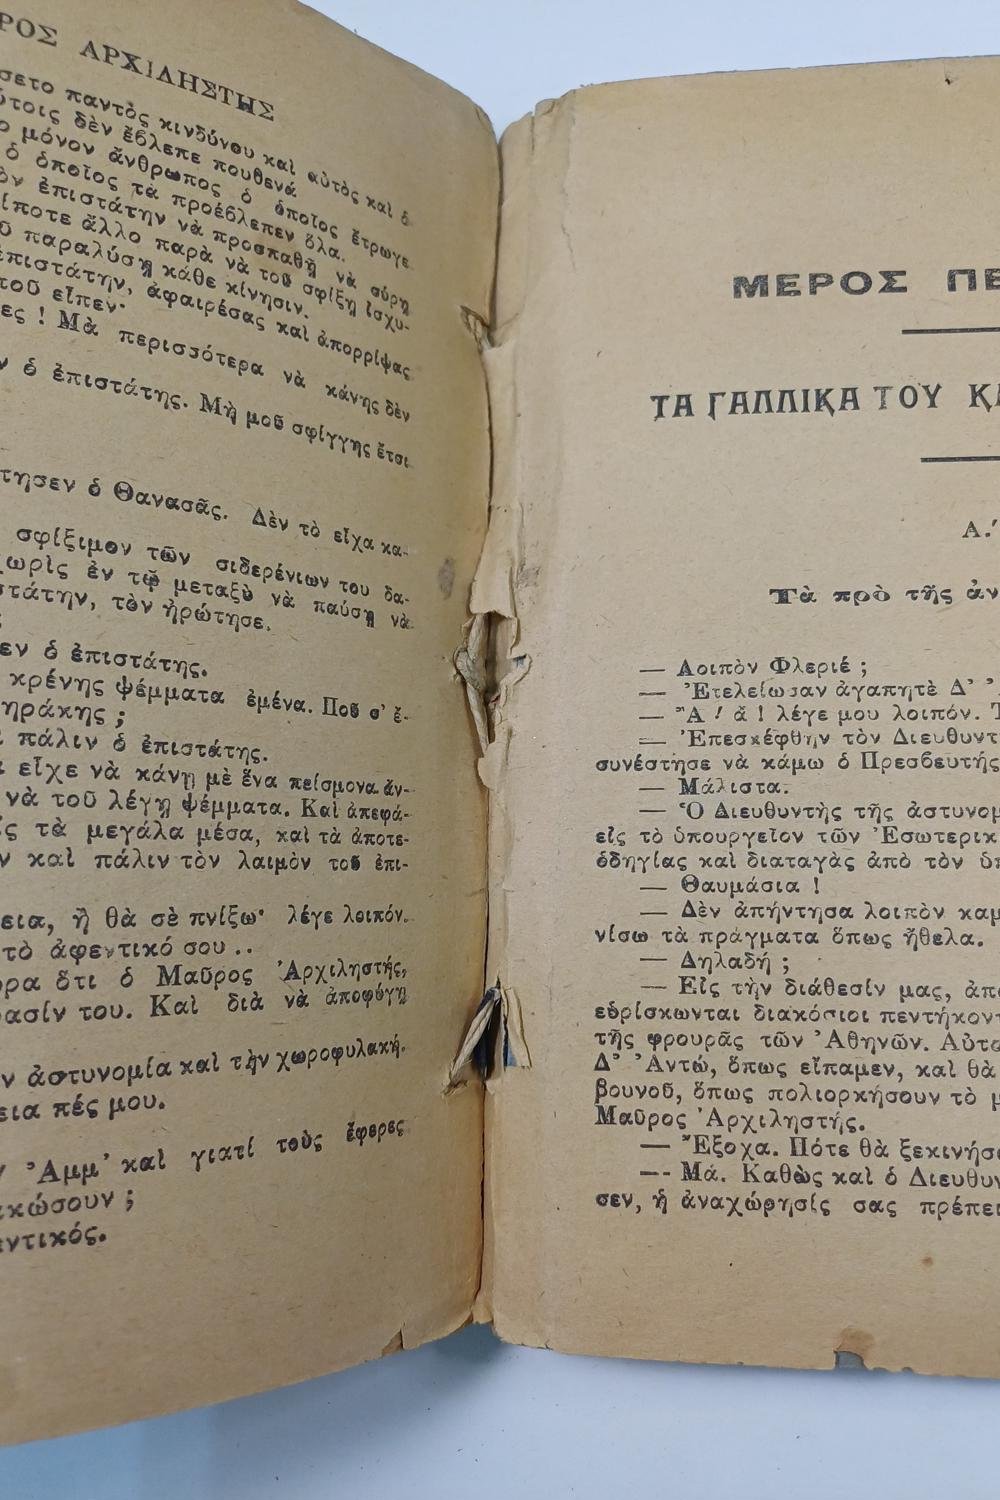 ΡΟΣ ΑΡΧΙΛΗΣΤΗΣ
σετο παντὸς κινδύνου καὶ αὐτὸς καὶ ὁ
ύτοις δὲν ἔβλεπε πουθενά
ο μόνον ἄνθρωπος ὁ ὁποῖος ἔτρωγε
ὁ ὁποῖος τὰ προέβλεπεν ὅλα.
ὸν ἐπιστάτην νὰ προσπαθῇ νὰ σύρῃ
ίποτε ἄλλο παρὰ νὰ τοῦ σφίξῃ ἰσχυ-
ῦ παραλύσῃ κάθε κίνησιν.
ἐπιστάτην, ἀφαιρέσας καὶ ἀπορρίψας
τοῦ εἶπεν·
ες ! Μὰ περισσότερα νὰ κάνῃς δὲν
ν ὁ ἐπιστάτης. Μὴ μοῦ σφίγγῃς ἔτσι
τησεν ὁ Θανασᾶς. Δὲν τὸ εἶχα κα-
σφίξιμον τῶν σιδερένιων του δα-
χωρὶς ἐν τῷ μεταξὺ νὰ παύσῃ νὰ
στάτην, τὸν ἠρώτησε.
;
εν ὁ ἐπιστάτης.
κρένῃς ψέμματα ἐμένα. Ποῦ σ' ἔ-
ηράκης ;
πάλιν ὁ ἐπιστάτης.
εἶχε νὰ κάνῃ μὲ ἕνα πείσμονα ἄν-
νὰ τοῦ λέγῃ ψέμματα. Καὶ ἀπεφά-
ς τὰ μεγάλα μέσα, καὶ τὰ ἀποτε-
ν καὶ πάλιν τὸν λαιμὸν τοῦ ἐπι-
εια, ἢ θὰ σὲ πνίξω· λέγε λοιπόν.
τὸ ἀφεντικό σου ..
ρα ὅτι ὁ Μαῦρος Ἀρχιληστής,
ασίν του. Καὶ διὰ νὰ ἀποφύγῃ
ν ἀστυνομία καὶ τὴν χωροφυλακή.
εια πές μου.
Ἀμμ' καὶ γιατί τοὺς ἔφερες
κώσουν ;
ντικός.
ΜΕΡΟΣ ΠΕ
ΤΑ ΓΑΛΛΙΚΑ ΤΟΥ ΚΑ
Α.′
Τὰ πρὸ τῆς ἀν
— Λοιπὸν Φλεριέ ;
— Ἐτελείωσαν ἀγαπητὲ Δ'
— Ἂ ! ἄ ! λέγε μου λοιπόν. Τ
— Ἐπεσκέφθην τὸν Διευθυντ
συνέστησε νὰ κάμω ὁ Πρεσβευτής
— Μάλιστα.
— Ὁ Διευθυντὴς τῆς ἀστυνομ
εἰς τὸ ὑπουργεῖον τῶν Ἐσωτερικ
ὁδηγίας καὶ διαταγὰς ἀπὸ τὸν ὑπ
— Θαυμάσια !
— Δὲν ἀπήντησα λοιπὸν καμ
νίσω τὰ πράγματα ὅπως ἤθελα.
— Δηλαδή ;
— Εἰς τὴν διάθεσίν μας, ἀπ
εὑρίσκωνται διακόσιοι πεντήκοντ
τῆς φρουρᾶς τῶν Ἀθηνῶν. Αὐτο
Δ' Ἀντώ, ὅπως εἴπαμεν, καὶ θὰ
βουνοῦ, ὅπως πολιορκήσουν τὸ μ
Μαῦρος Ἀρχιληστής.
— Ἔξοχα. Πότε θὰ ξεκινήσ
— Μά. Καθὼς καὶ ὁ Διευθυν
σεν, ἡ ἀναχώρησίς σας πρέπει